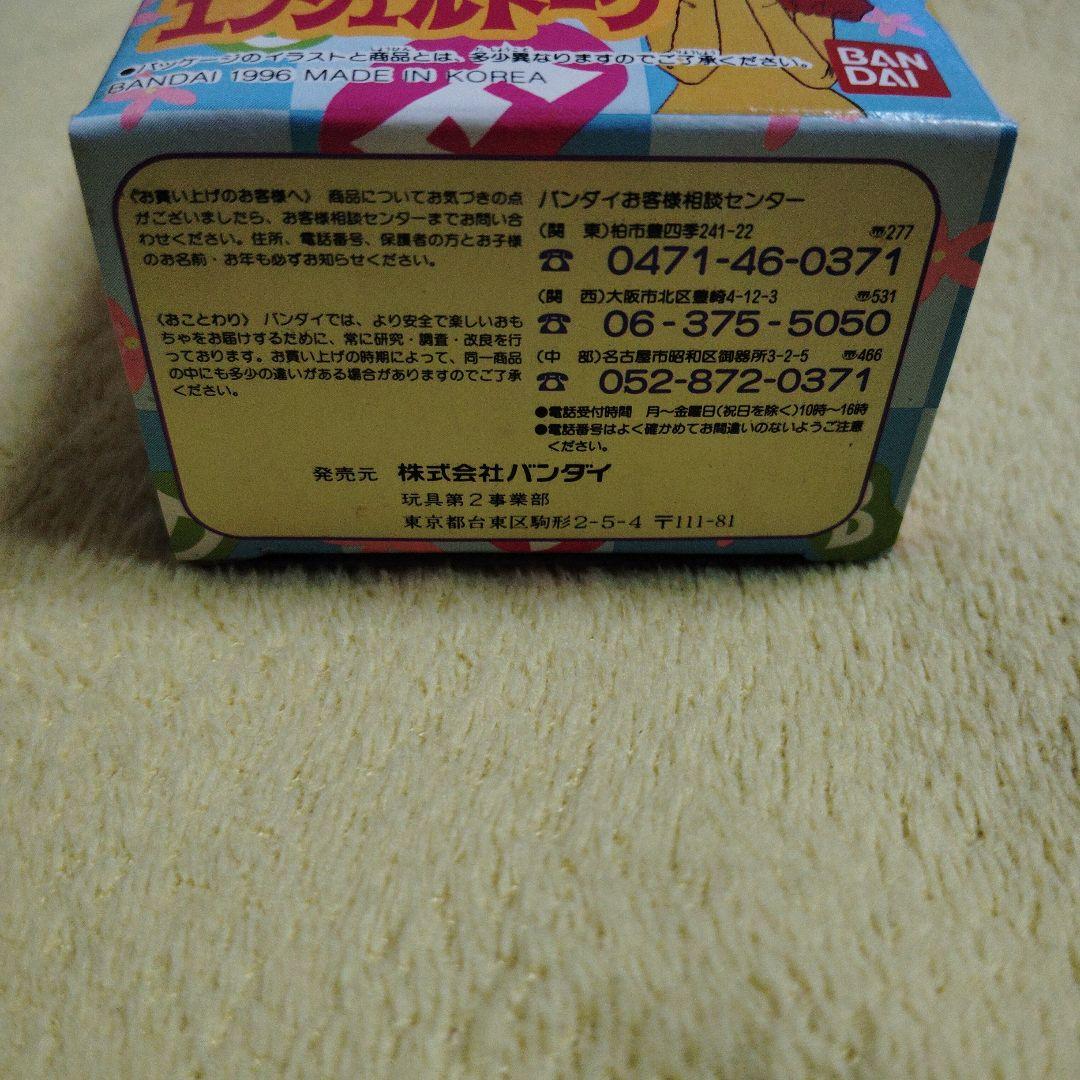 エンジェルトーク
●パッケージのイラストと商品とは、多少異なりますのでご了承ください。
BANDAI 1996 MADE IN KOREA
BAN
DAI
《お買い上げのお客様へ》 商品についてお気づきの点
がございましたら、お客様相談センターまでお問い合
わせください。住所、電話番号、保護者の方とお子様
のお名前・お年も必ずお知らせください。
《おことわり》 バンダイでは、より安全で楽しいおも
ちゃをお届けするために、常に研究・調査・改良を行
っております。お買い上げの時期によって、同一商品
の中にも多少の違いがある場合がありますのでご了承
ください。
バンダイお客様相談センター
(関 東)柏市豊四季241-22 〠277
☎ 0471-46-0371
(関 西)大阪市北区豊崎4-12-3 〠531
☎ 06-375-5050
(中 部)名古屋市昭和区御器所3-2-5 〠466
☎ 052-872-0371
●電話受付時間 月～金曜日(祝日を除く)10時～16時
●電話番号はよく確かめてお間違いのないようご注意
ください。
発売元 株式会社バンダイ
玩具第2事業部
東京都台東区駒形2-5-4 〒111-81
B